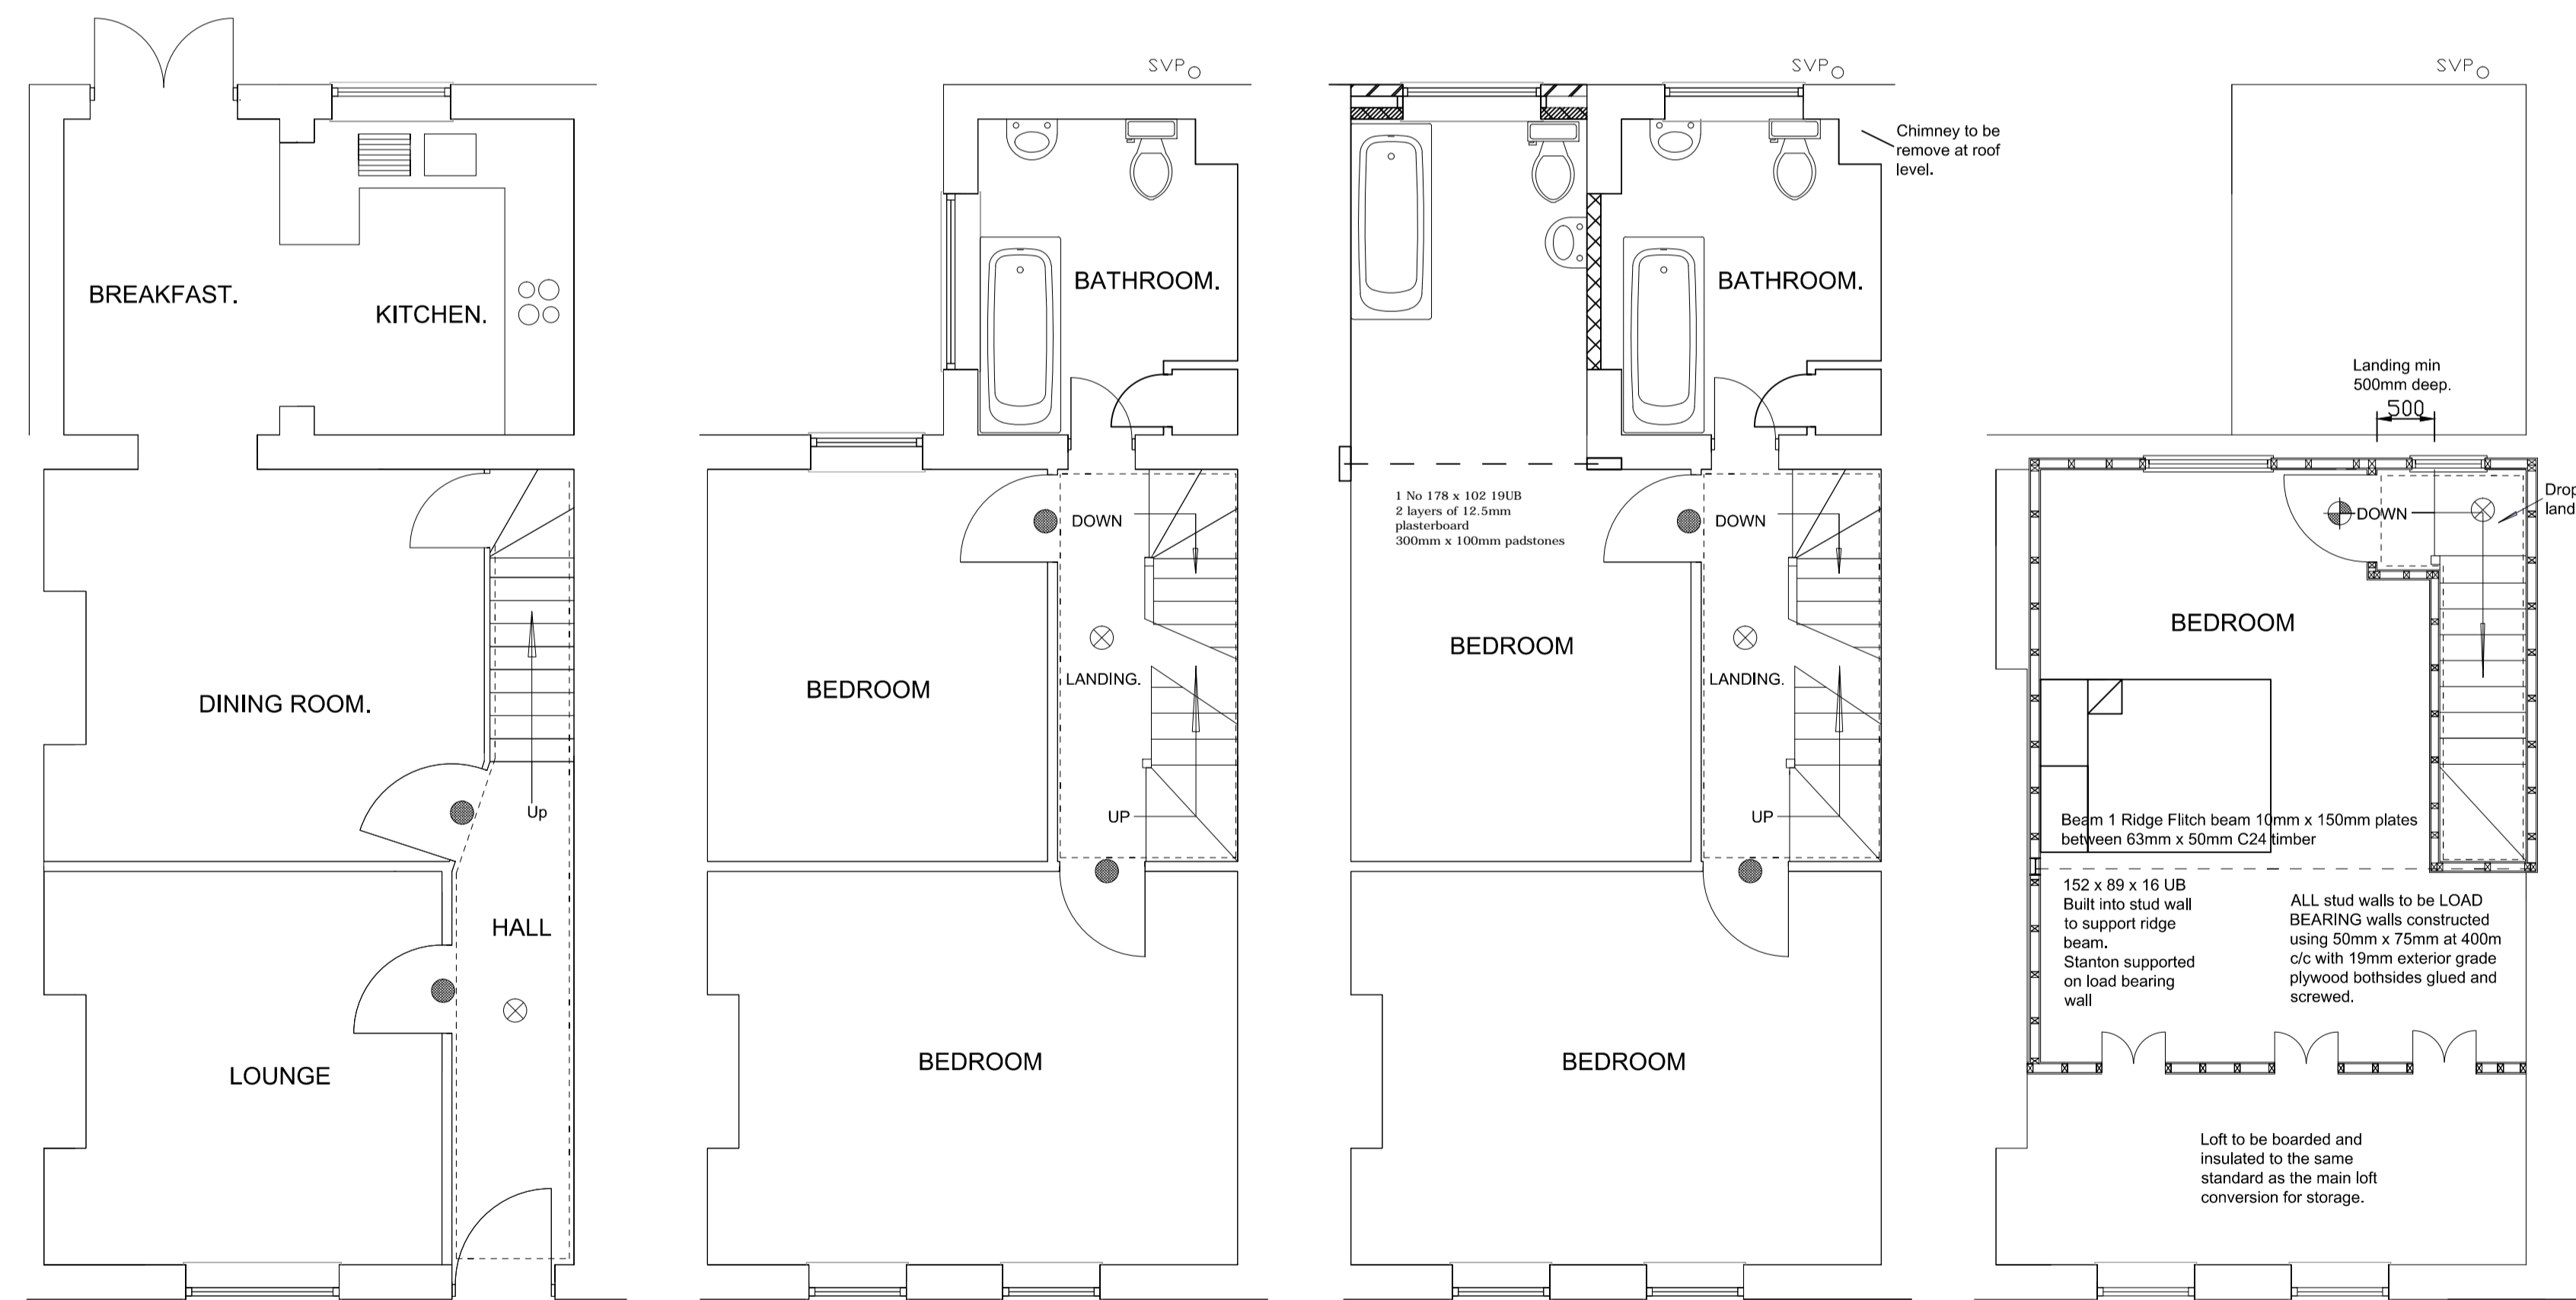 BREAKFAST.
KITCHEN.
DINING ROOM.
Up
HALL
LOUNGE
SVP
BATHROOM.
DOWN
LANDING.
BEDROOM
UP
BEDROOM
SVP
Chimney to be
remove at roof
level.
BATHROOM.
1 No 178 x 102 19UB
2 layers of 12.5mm
plasterboard
300mm x 100mm padstones
DOWN
BEDROOM
LANDING.
UP
BEDROOM
SVP
Landing min
500mm deep.
500
Drop
land
DOWN
BEDROOM
Beam 1 Ridge Flitch beam 10mm x 150mm plates
between 63mm x 50mm C24 timber
152 x 89 x 16 UB
Built into stud wall
to support ridge
beam.
Stanton supported
on load bearing
wall
ALL stud walls to be LOAD
BEARING walls constructed
using 50mm x 75mm at 400m
c/c with 19mm exterior grade
plywood bothsides glued and
screwed.
Loft to be boarded and
insulated to the same
standard as the main loft
conversion for storage.